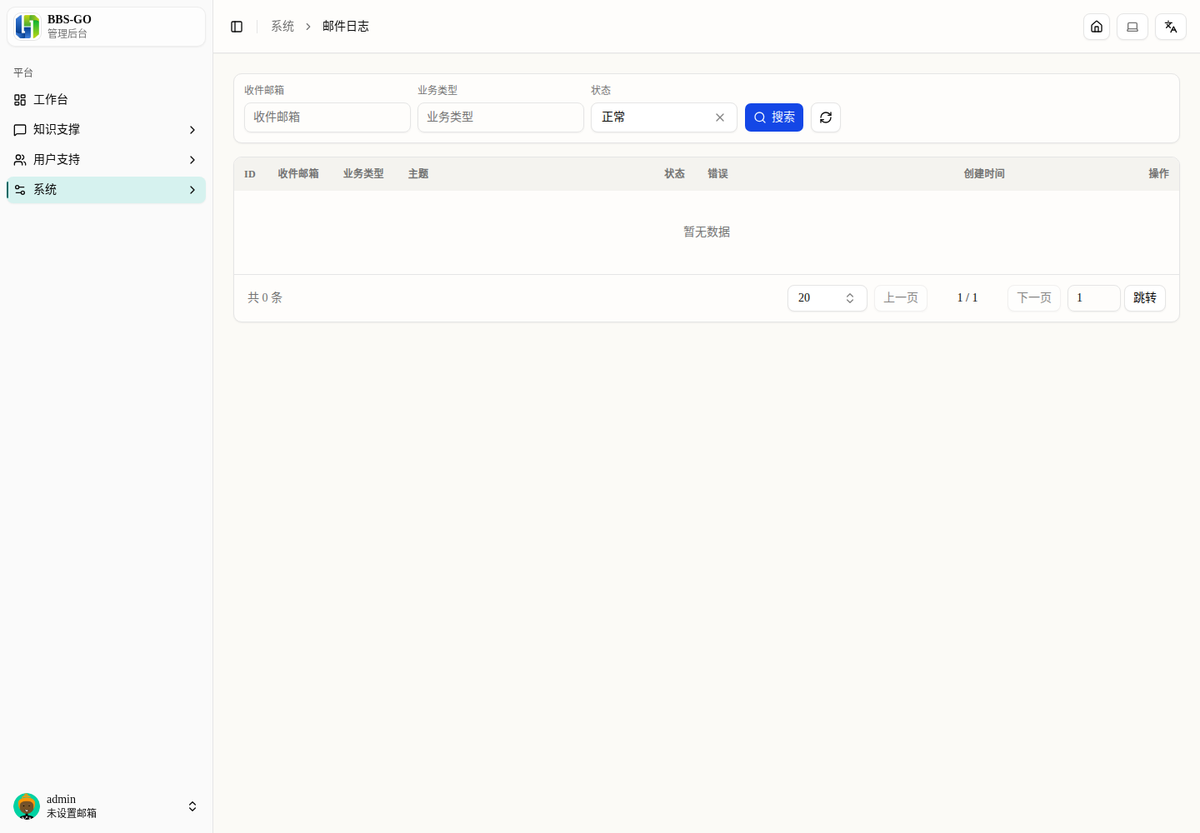 BBS-GO
管理后台
平台
工作台
知识支撑
用户支持
系统
admin
未设置邮箱
系统 邮件日志
收件邮箱 业务类型 状态
收件邮箱 业务类型 正常 搜索
ID 收件邮箱 业务类型 主题 状态 错误 创建时间 操作
暂无数据
共 0 条 20 上一页 1 / 1 下一页 1 跳转